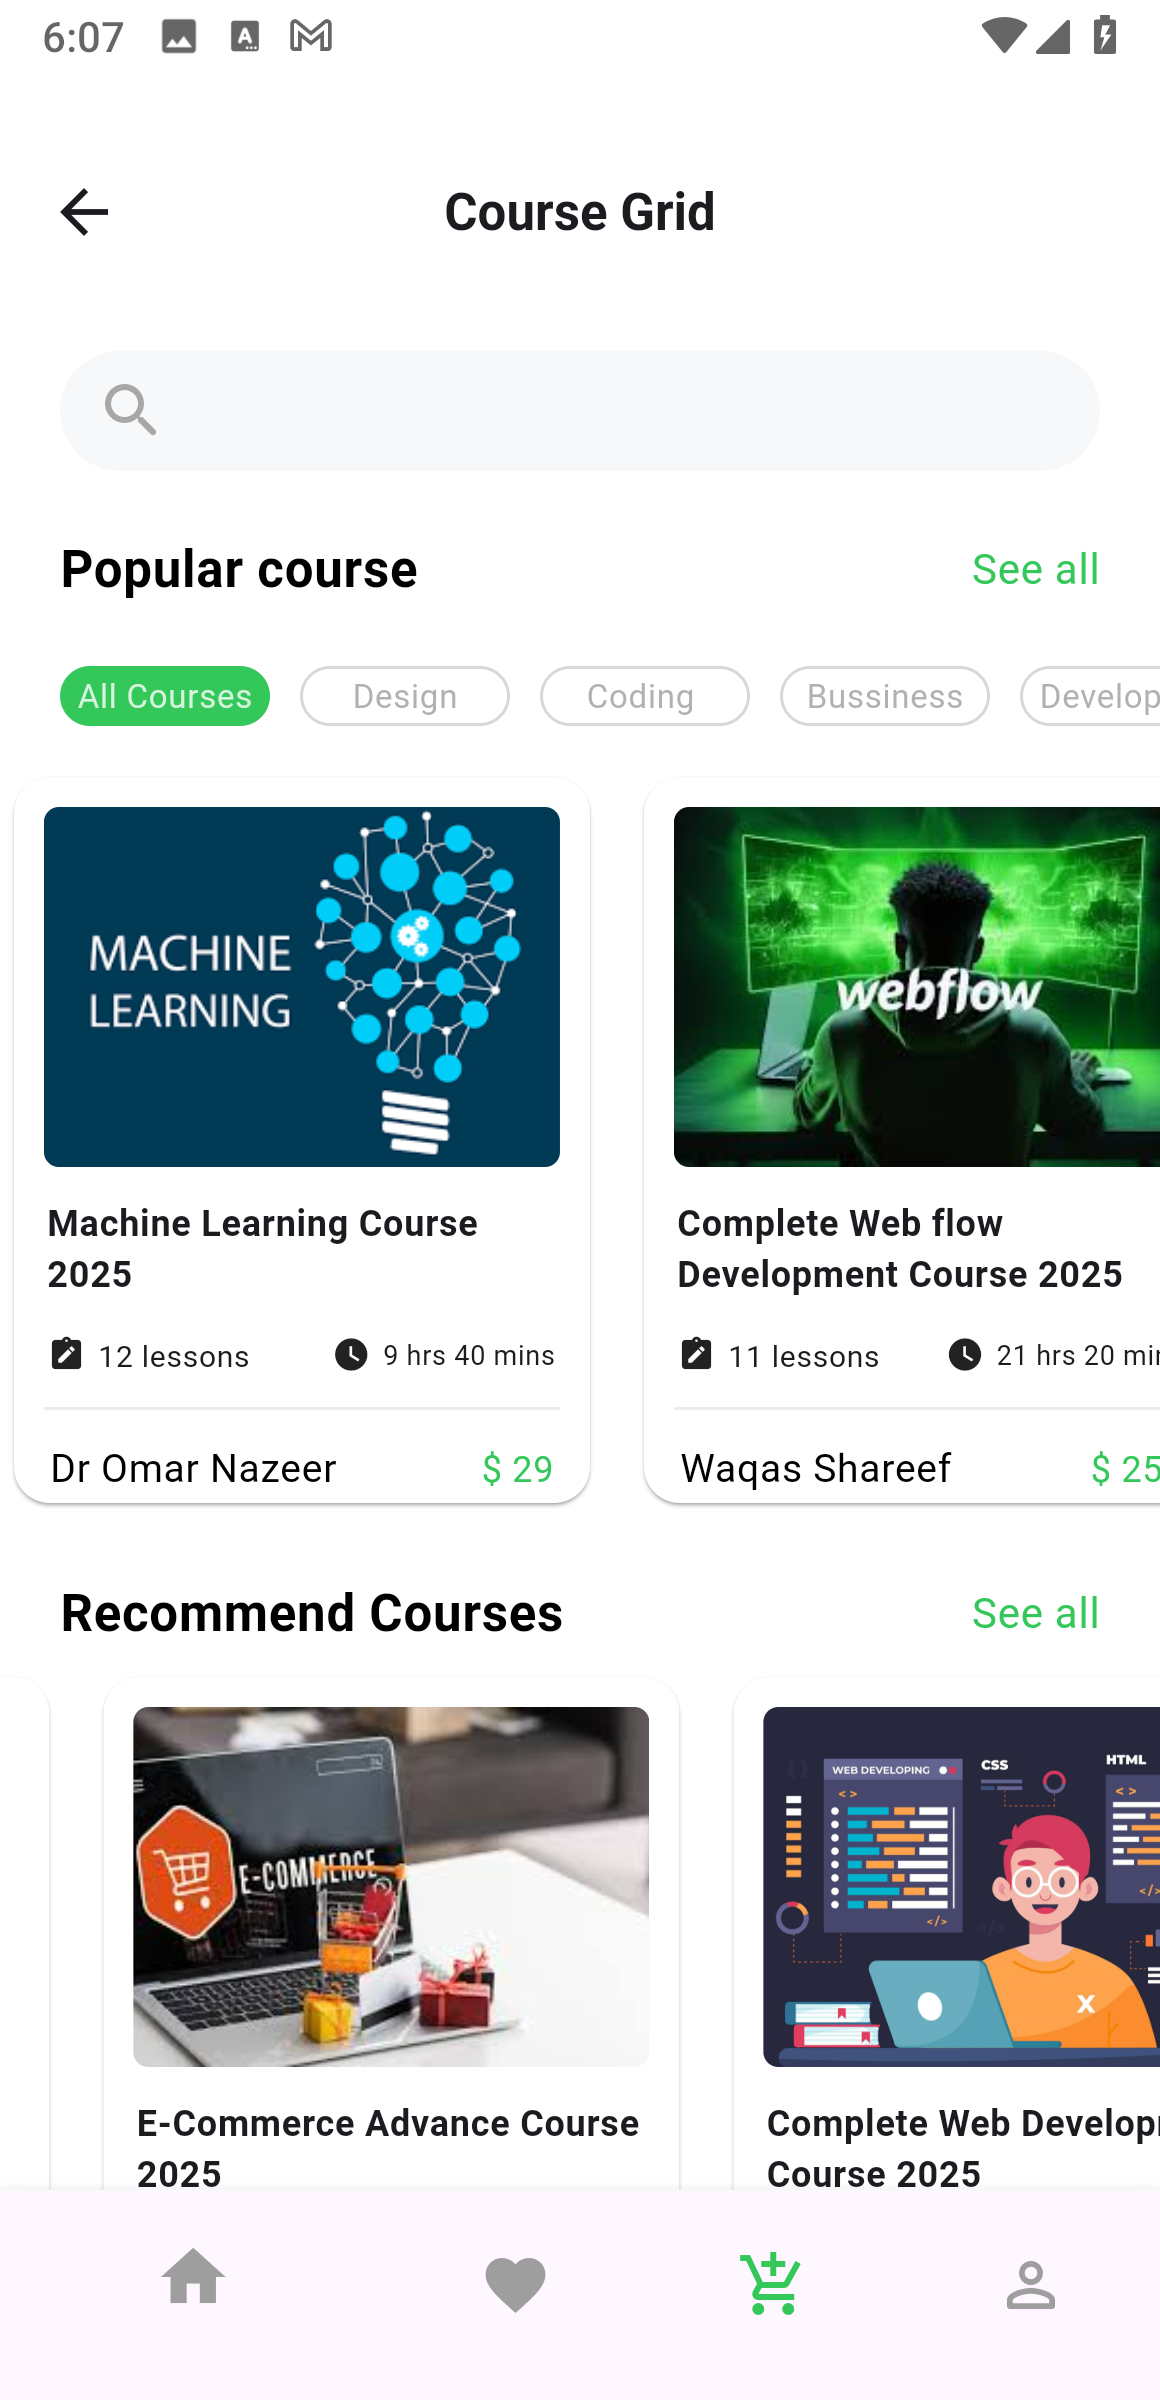 6:07
Course Grid
Popular course
See all
All Courses
Design
Coding
Bussiness
Develop
MACHINE
LEARNING
webflow
Machine Learning Course
2025
12 lessons
9 hrs 40 mins
Dr Omar Nazeer
$ 29
Complete Web flow
Development Course 2025
11 lessons
21 hrs 20 min
Waqas Shareef
$ 25
Recommend Courses
See all
E-COMMERCE
WEB DEVELOPING
CSS
HTML
< >
< >
</>
</>
X
E-Commerce Advance Course
2025
Complete Web Develop
Course 2025